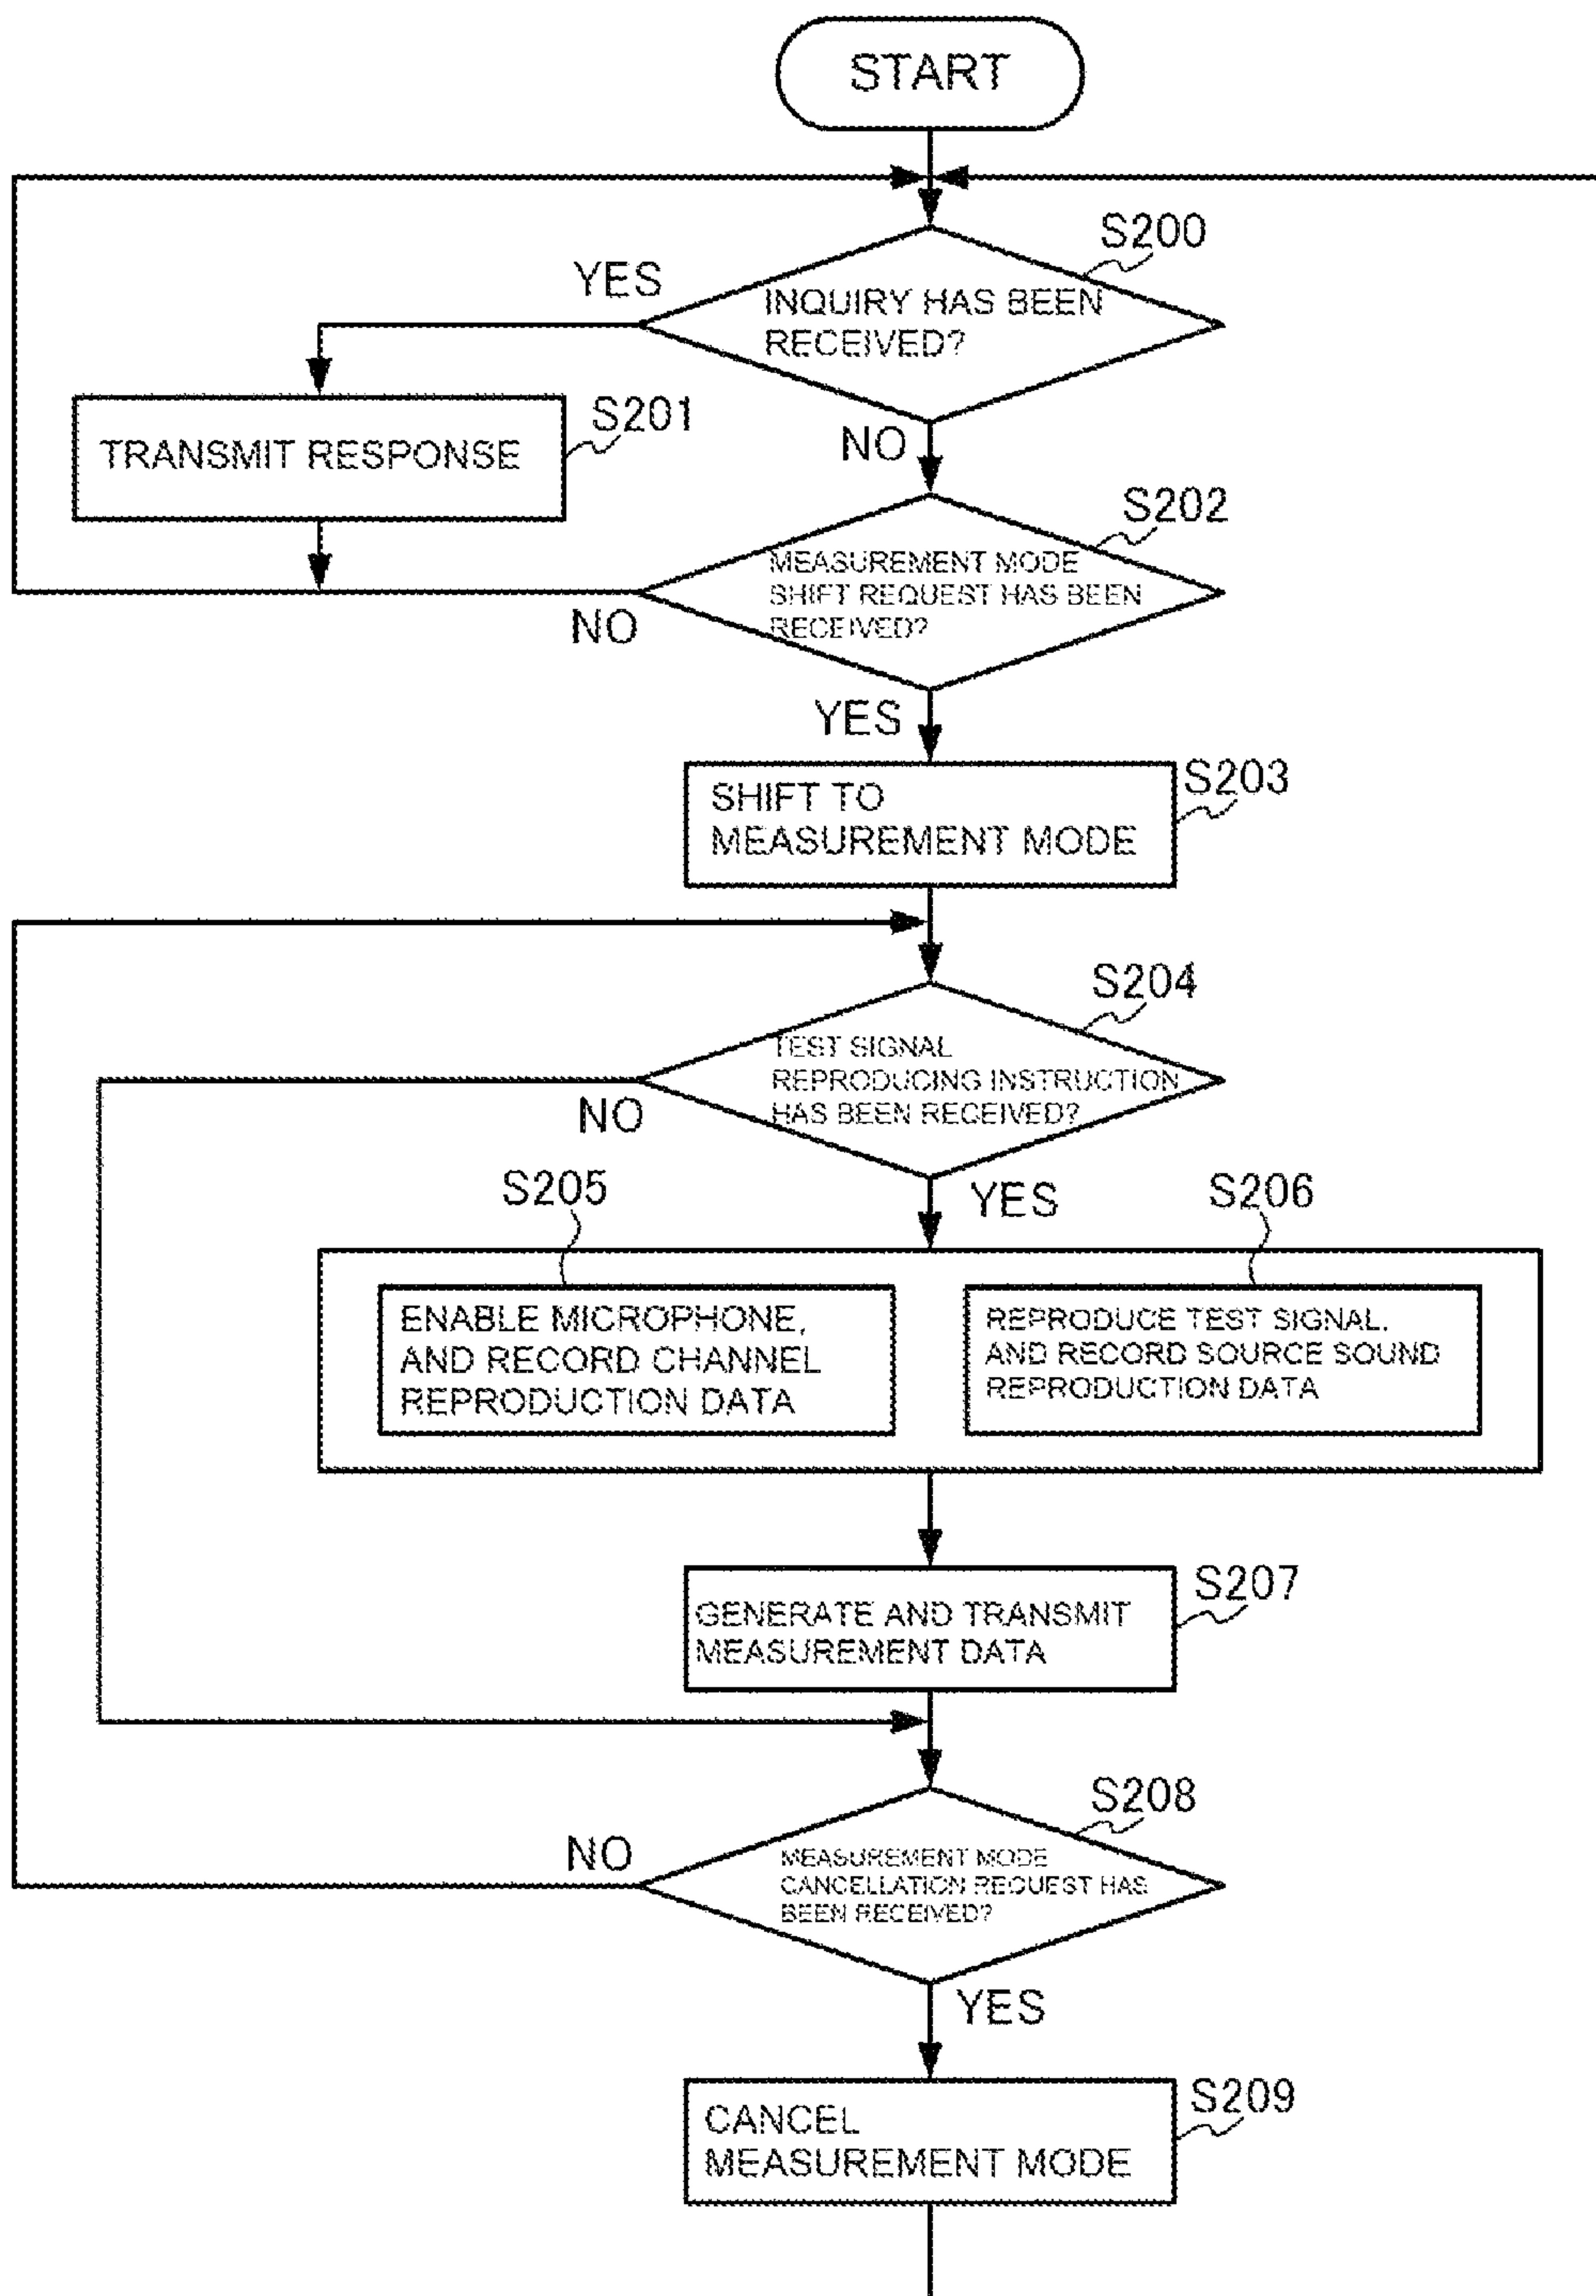 START
S200
YES
INQUIRY HAS BEEN
RECEIVED?
S201
TRANSMIT RESPONSE
NO
S202
MEASUREMENT MODE
SHIFT REQUEST HAS BEEN
RECEIVED?
NO
YES
S203
SHIFT TO
MEASUREMENT MODE
S204
TEST SIGNAL
REPRODUCING INSTRUCTION
HAS BEEN RECEIVED?
NO
YES
S205
S206
ENABLE MICROPHONE,
AND RECORD CHANNEL
REPRODUCTION DATA
REPRODUCE TEST SIGNAL,
AND RECORD SOURCE SOUND
REPRODUCTION DATA
S207
GENERATE AND TRANSMIT
MEASUREMENT DATA
S208
NO
MEASUREMENT MODE
CANCELLATION REQUEST HAS
BEEN RECEIVED?
YES
S209
CANCEL
MEASUREMENT MODE